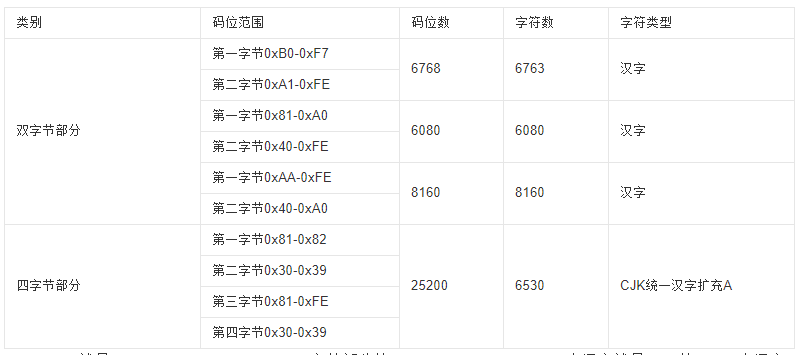 类别 码位范围 码位数 字符数 字符类型
双字节部分 第一字节0xB0-0xF7 6768 6763 汉字
第二字节0xA1-0xFE
第一字节0x81-0xA0 6080 6080 汉字
第二字节0x40-0xFE
第一字节0xAA-0xFE 8160 8160 汉字
第二字节0x40-0xA0
四字节部分 第一字节0x81-0x82 25200 6530 CJK统一汉字扩充A
第二字节0x30-0x39
第三字节0x81-0xFE
第四字节0x30-0x39